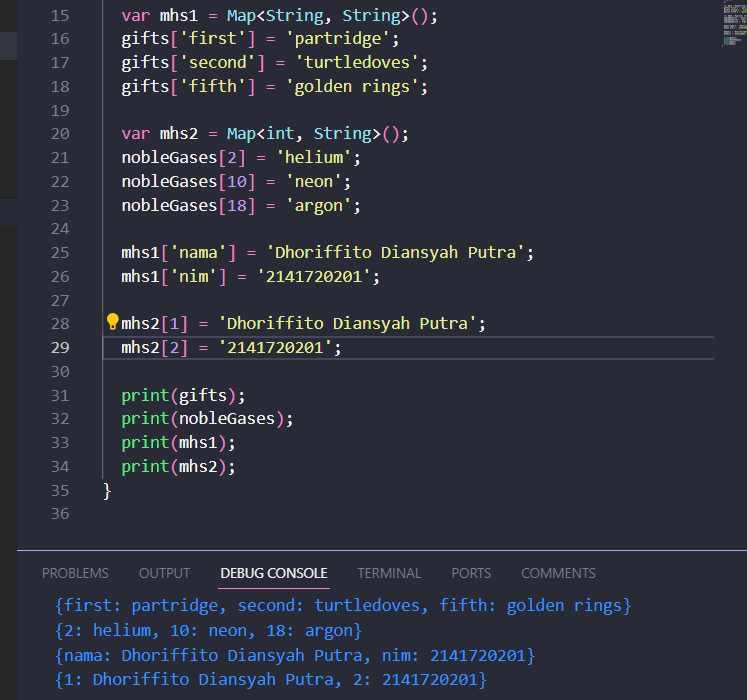 15 var mhs1 = Map<String, String>();
16 gifts['first'] = 'partridge';
17 gifts['second'] = 'turtledoves';
18 gifts['fifth'] = 'golden rings';
19
20 var mhs2 = Map<int, String>();
21 nobleGases[2] = 'helium';
22 nobleGases[10] = 'neon';
23 nobleGases[18] = 'argon';
24
25 mhs1['nama'] = 'Dhoriffito Diansyah Putra';
26 mhs1['nim'] = '2141720201';
27
28 mhs2[1] = 'Dhoriffito Diansyah Putra';
29 mhs2[2] = '2141720201';
30
31 print(gifts);
32 print(nobleGases);
33 print(mhs1);
34 print(mhs2);
35 }
36
PROBLEMS OUTPUT DEBUG CONSOLE TERMINAL PORTS COMMENTS
{first: partridge, second: turtledoves, fifth: golden rings}
{2: helium, 10: neon, 18: argon}
{nama: Dhoriffito Diansyah Putra, nim: 2141720201}
{1: Dhoriffito Diansyah Putra, 2: 2141720201}